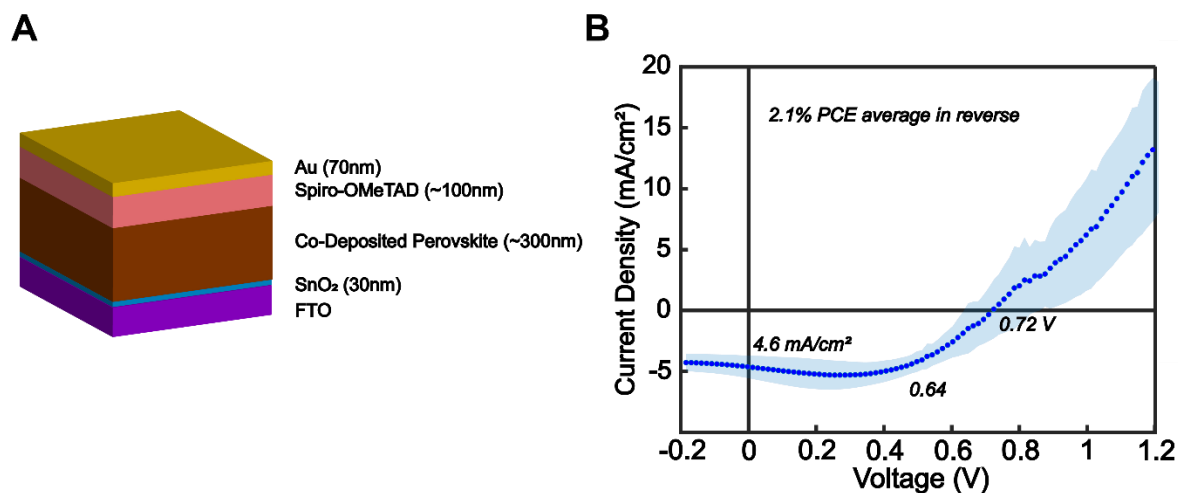 A
Au (70nm)
Spiro-OMeTAD (~100nm)
Co-Deposited Perovskite (~300nm)
SnO₂ (30nm)
FTO
B
Current Density (mA/cm²)
20
15
10
5
0
-5
2.1% PCE average in reverse
4.6 mA/cm²
0.72 V
0.64
-0.2
0
0.2
0.4
0.6
0.8
1.0
1.2
Voltage (V)